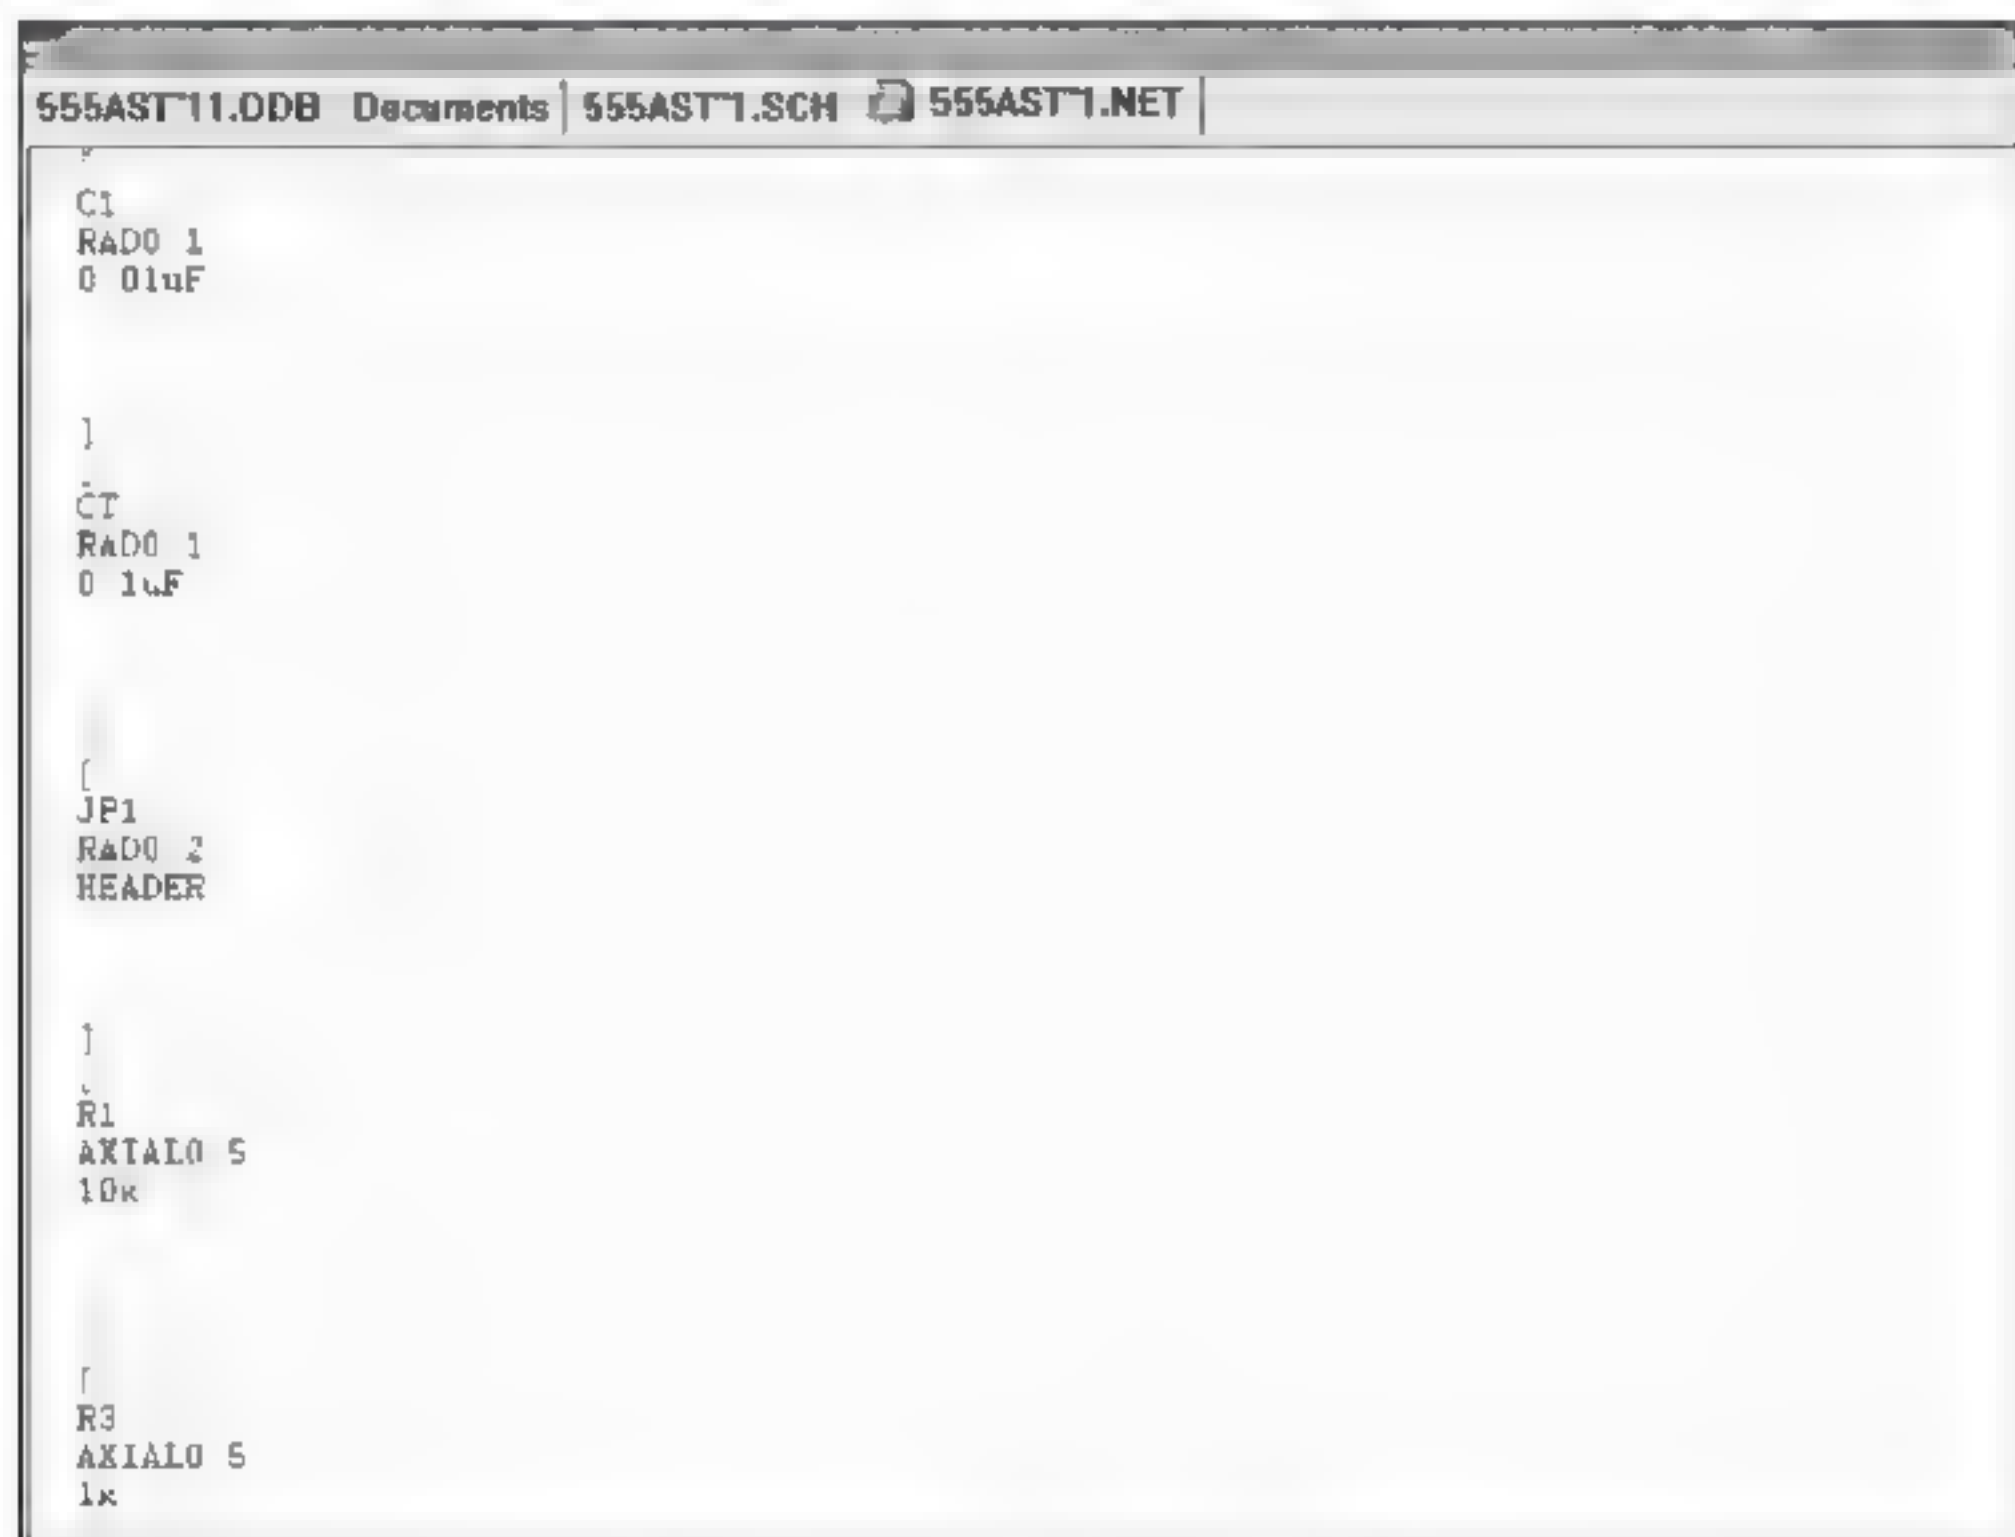 555AST~11.DDB Documents 555AST~1.SCH 555AST~1.NET
C1
RAD0 1
0 01uF
]
CT
RAD0 1
0 1uF
[
JP1
RAD0 2
HEADER
]
R1
AXIAL0 5
10K
[
R3
AXIAL0 5
1K